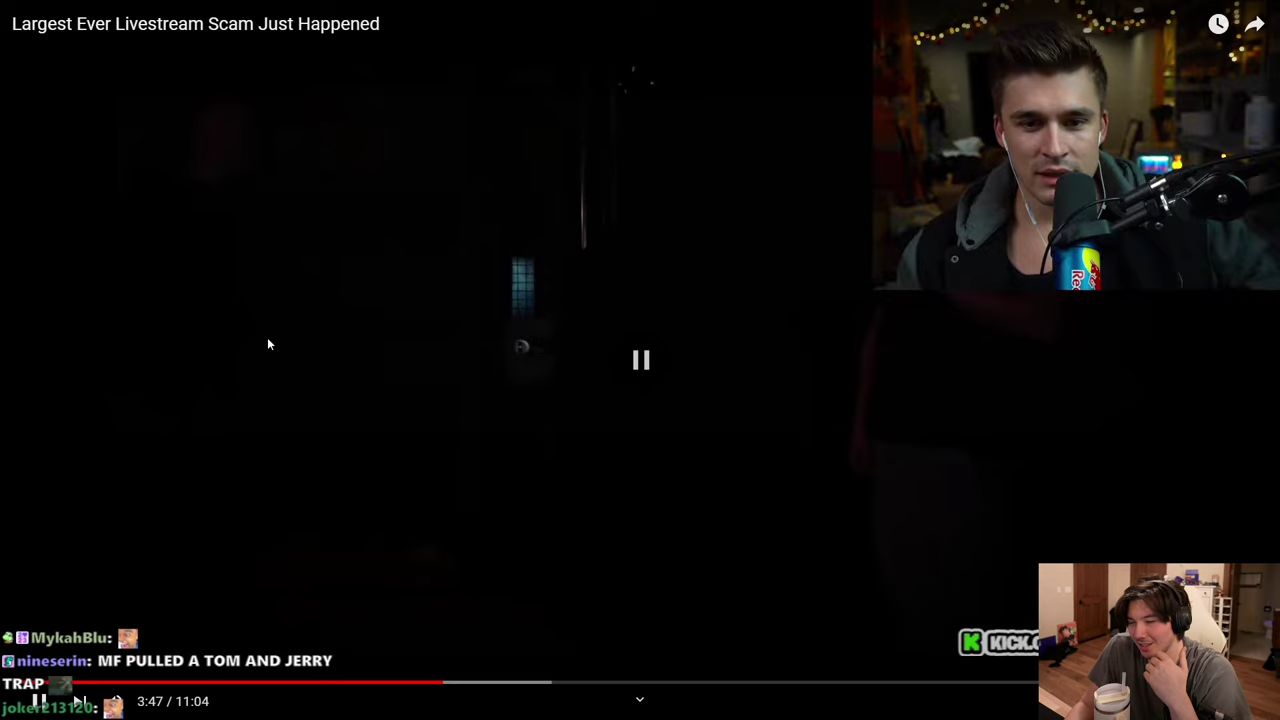 Largest Ever Livestream Scam Just Happened
Red
MykahBlu:
nineserin: MF PULLED A TOM AND JERRY
TRAP
joker213120:
KICK.C
3:47 / 11:04